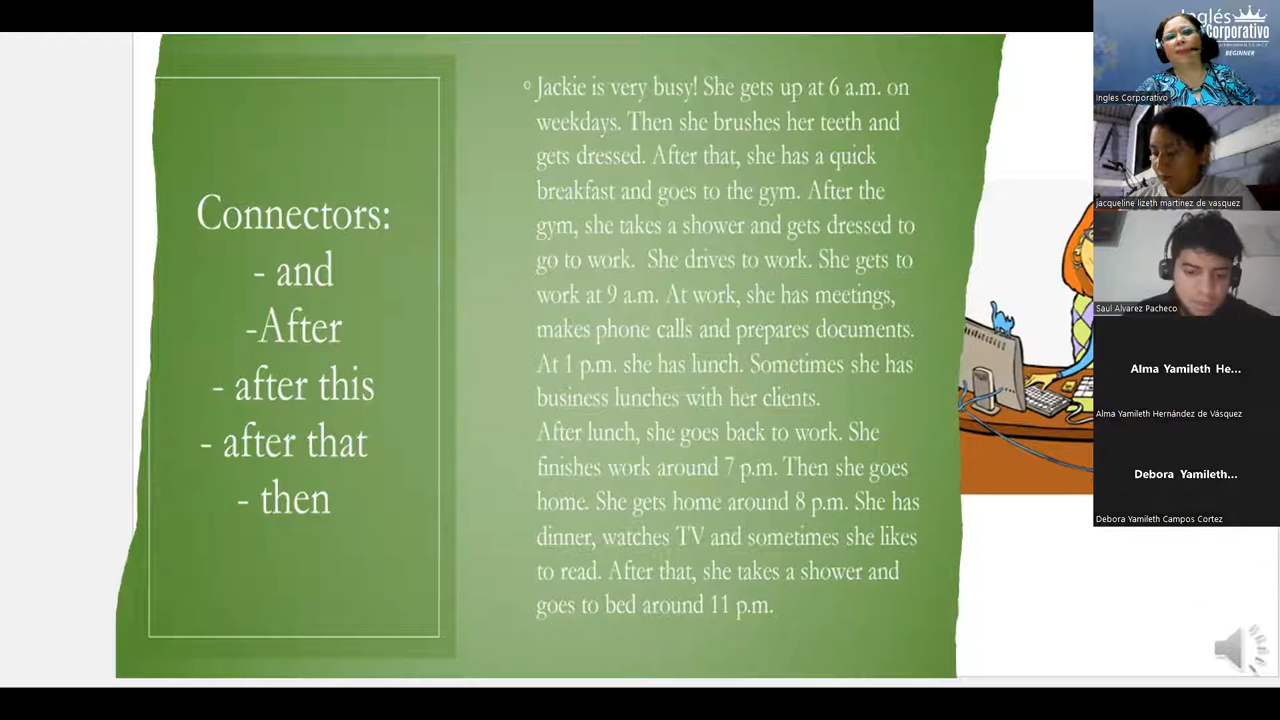 Connectors:
- and
-After
- after this
- after that
- then
Jackie is very busy! She gets up at 6 a.m. on
weekdays. Then she brushes her teeth and
gets dressed. After that, she has a quick
breakfast and goes to the gym. After the
gym, she takes a shower and gets dressed to
go to work. She drives to work. She gets to
work at 9 a.m. At work, she has meetings,
makes phone calls and prepares documents.
At 1 p.m. she has lunch. Sometimes she has
business lunches with her clients.
After lunch, she goes back to work. She
finishes work around 7 p.m. Then she goes
home. She gets home around 8 p.m. She has
dinner, watches TV and sometimes she likes
to read. After that, she takes a shower and
goes to bed around 11 p.m.
Inglés
Corporativo
BEGINNER
Inglés Corporativo
jacqueline lizeth martinez de vasquez
Saul Alvarez Pacheco
Alma Yamileth He...
Alma Yamileth Hernández de Vásquez
Debora Yamileth...
Debora Yamileth Campos Cortez